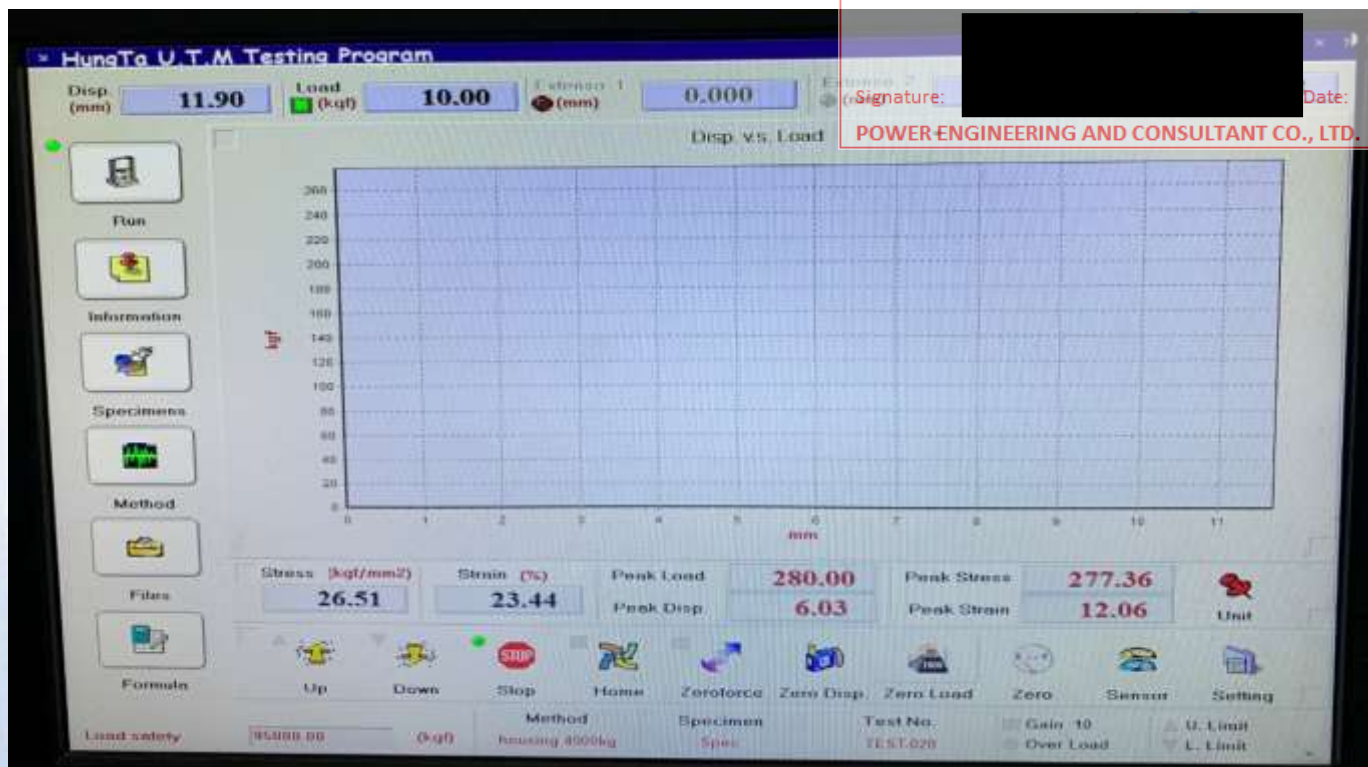 HungTa U.T.M Testing Program
Disp. (mm) 11.90 Load (kgf) 10.00 Extenso. 1 (mm) 0.000 Extenso. 2 (mm)
Signature: Date:
POWER ENGINEERING AND CONSULTANT CO., LTD.
Disp. v.s. Load
Run
Information
Specimens
Method
Files
Formula
kgf
260
240
220
200
180
160
140
120
100
80
60
40
20
0
0 1 2 3 4 5 6 7 8 9 10 11
mm
Stress (kgf/mm2) Strain (%) Peak Load 280.00 Peak Stress 277.36
26.51 23.44 Peak Disp. 6.03 Peak Strain 12.06 Unit
STOP
Up Down Stop Home Zeroforce Zero Disp. Zero Load Zero Sensor Setting
Method Specimen Test No. Gain 10 U. Limit
Load safety (kgf) housing 4000kg Spec TEST-020 Over Load L. Limit